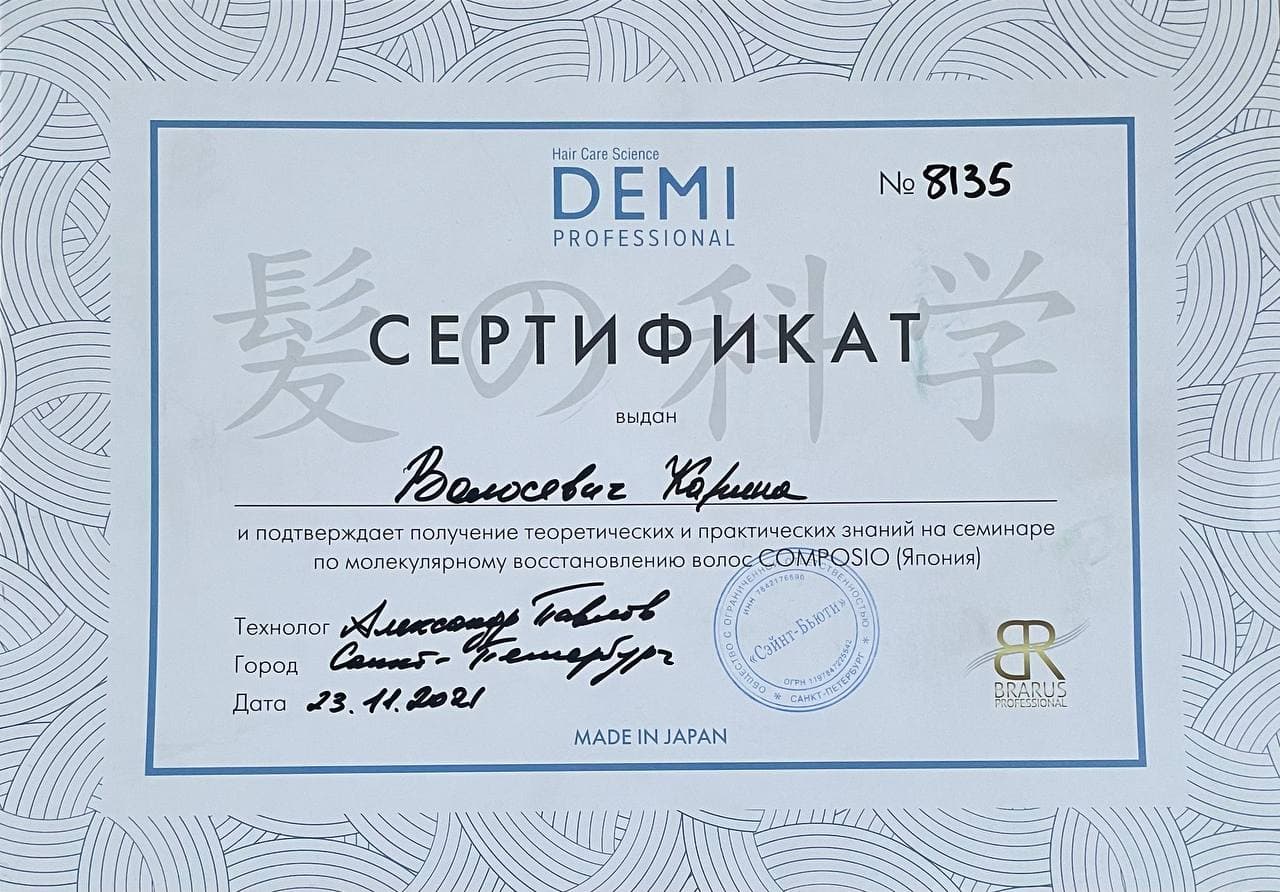 Hair Care Science
DEMI
PROFESSIONAL
№ 8135
髪の科学
СЕРТИФИКАТ
выдан
Волосевич Карина
и подтверждает получение теоретических и практических знаний на семинаре
по молекулярному восстановлению волос COMPOSIO (Япония)
Технолог Александр Павлов
Город Санкт-Петербург
Дата 23.11.2021
ОБЩЕСТВО С ОГРАНИЧЕННОЙ ОТВЕТСТВЕННОСТЬЮ
ИНН 7842176590
«Сэйнт-Бьюти»
ОГРН 1197847225542
* САНКТ-ПЕТЕРБУРГ *
BR
BRARUS
PROFESSIONAL
MADE IN JAPAN